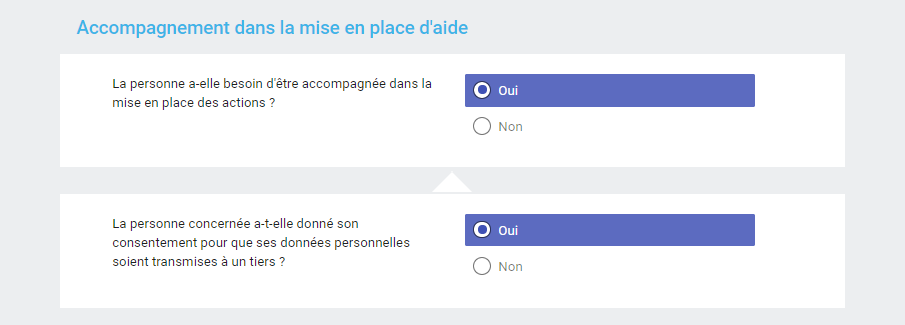 Accompagnement dans la mise en place d'aide
La personne a-elle besoin d'être accompagnée dans la
mise en place des actions ?
Oui
Non
La personne concernée a-t-elle donné son
consentement pour que ses données personnelles
soient transmises à un tiers ?
Oui
Non